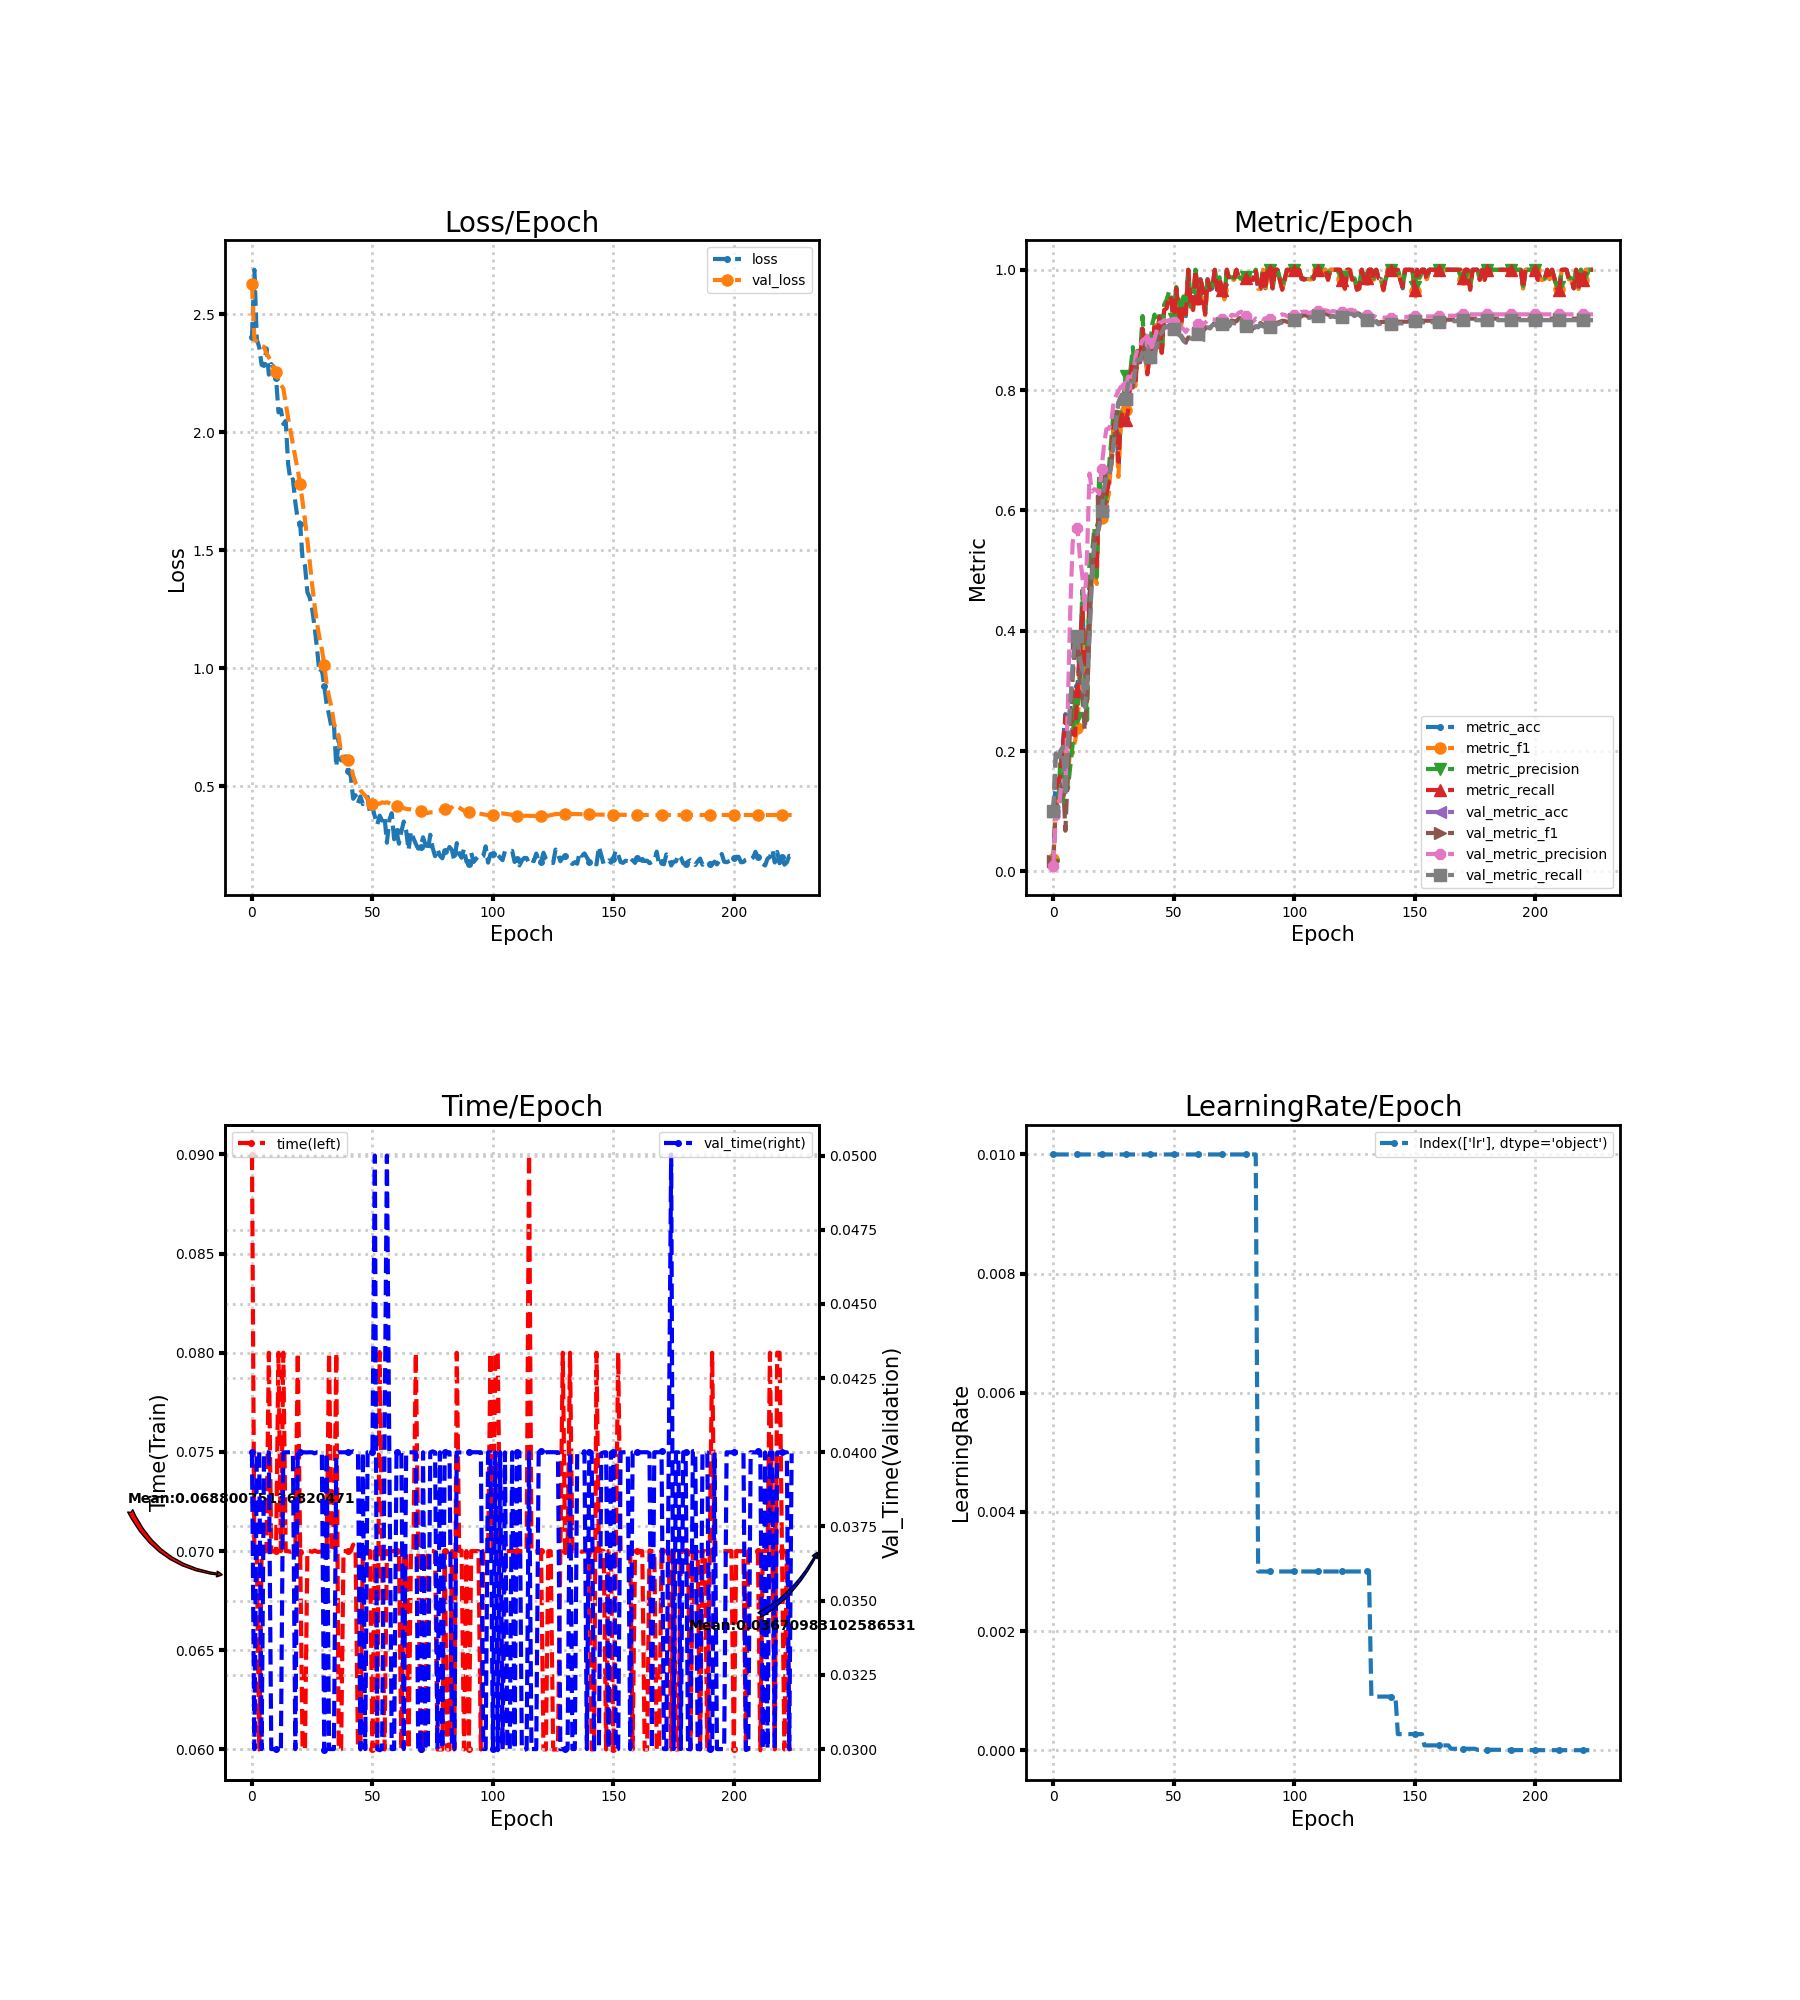 Loss/Epoch
loss
val_loss
2.5
2.0
1.5
1.0
0.5
Loss
0
50
100
150
200
Epoch
Metric/Epoch
1.0
0.8
0.6
0.4
0.2
0.0
Metric
metric_acc
metric_f1
metric_precision
metric_recall
val_metric_acc
val_metric_f1
val_metric_precision
val_metric_recall
0
50
100
150
200
Epoch
Time/Epoch
time(left)
val_time(right)
0.090
0.085
0.080
0.075
0.070
0.065
0.060
Time(Train)
0.0500
0.0475
0.0450
0.0425
0.0400
0.0375
0.0350
0.0325
0.0300
Val_Time(Validation)
Mean:0.03670983102586531
0
50
100
150
200
Epoch
LearningRate/Epoch
Index(['lr'], dtype='object')
0.010
0.008
0.006
0.004
0.002
0.000
LearningRate
0
50
100
150
200
Epoch